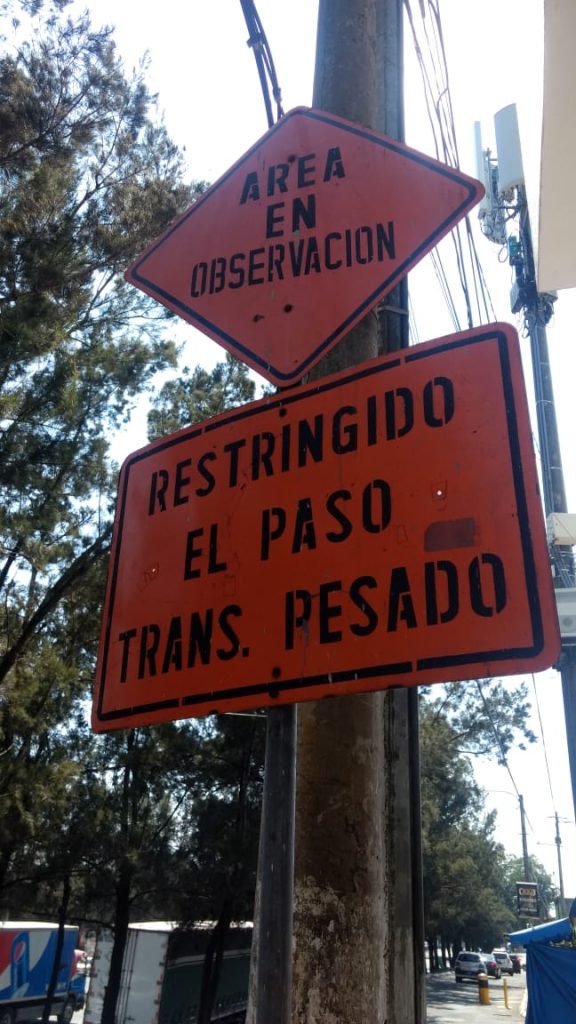 AREA
EN
OBSERVACION
RESTRINGIDO
EL PASO
TRANS. PESADO